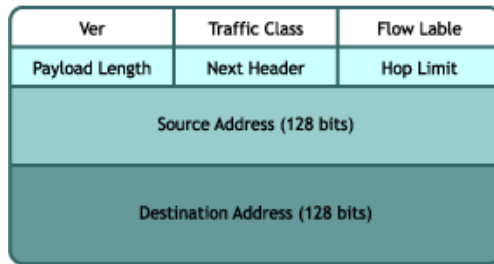 Ver Traffic Class Flow Lable
Payload Length Next Header Hop Limit
Source Address (128 bits)
Destination Address (128 bits)